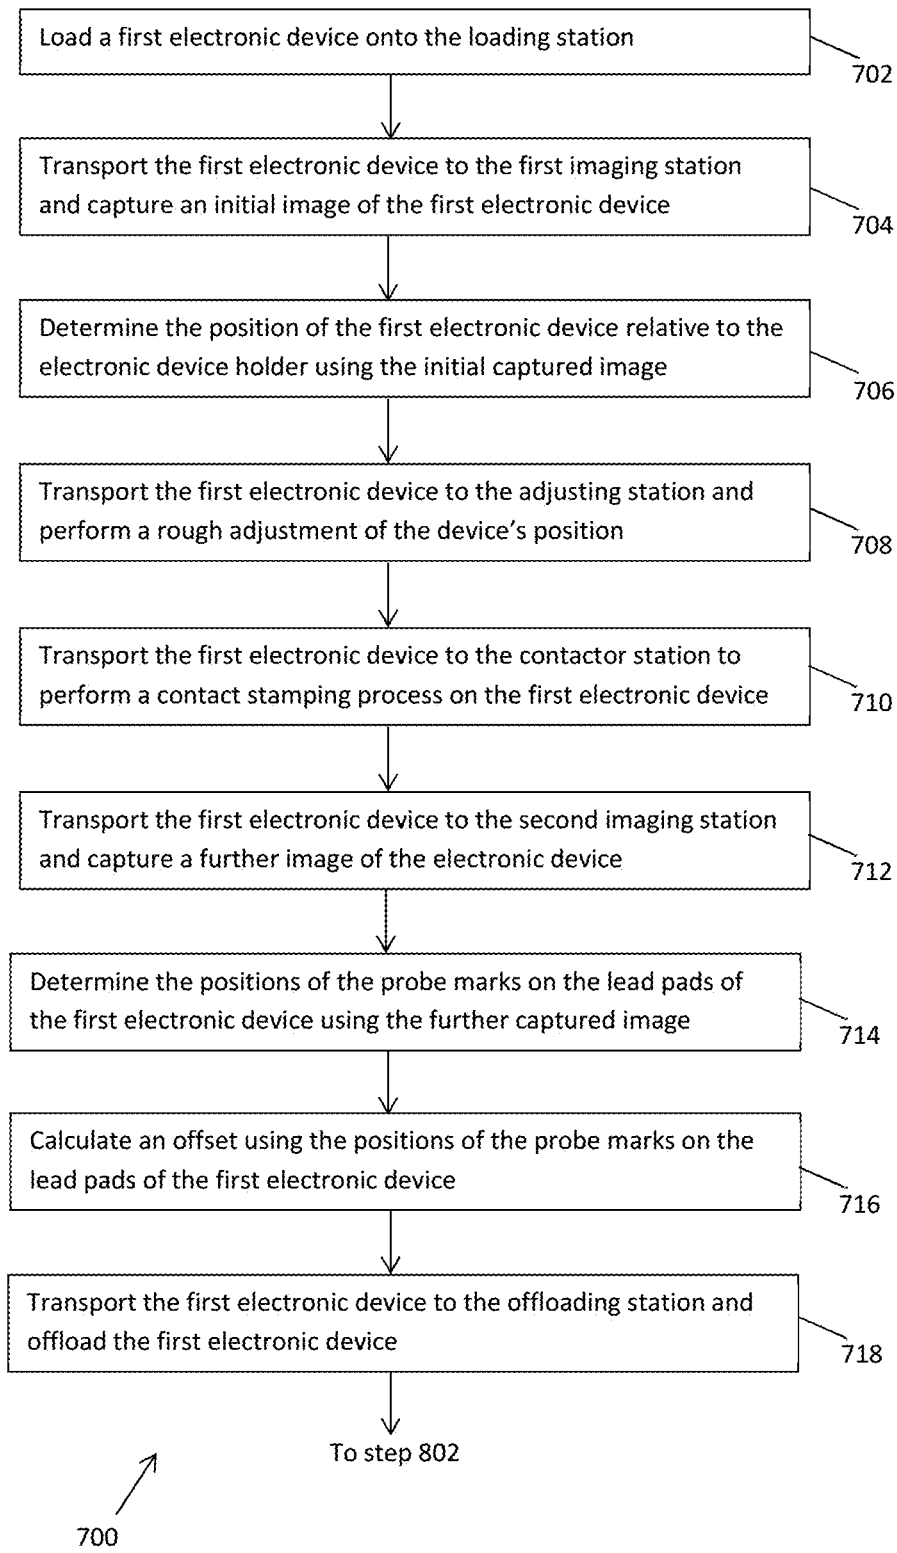 Load a first electronic device onto the loading station
702
Transport the first electronic device to the first imaging station
and capture an initial image of the first electronic device
704
Determine the position of the first electronic device relative to the
electronic device holder using the initial captured image
706
Transport the first electronic device to the adjusting station and
perform a rough adjustment of the device's position
708
Transport the first electronic device to the contactor station to
perform a contact stamping process on the first electronic device
710
Transport the first electronic device to the second imaging station
and capture a further image of the electronic device
712
Determine the positions of the probe marks on the lead pads of
the first electronic device using the further captured image
714
Calculate an offset using the positions of the probe marks on the
lead pads of the first electronic device
716
Transport the first electronic device to the offloading station and
offload the first electronic device
718
To step 802
700